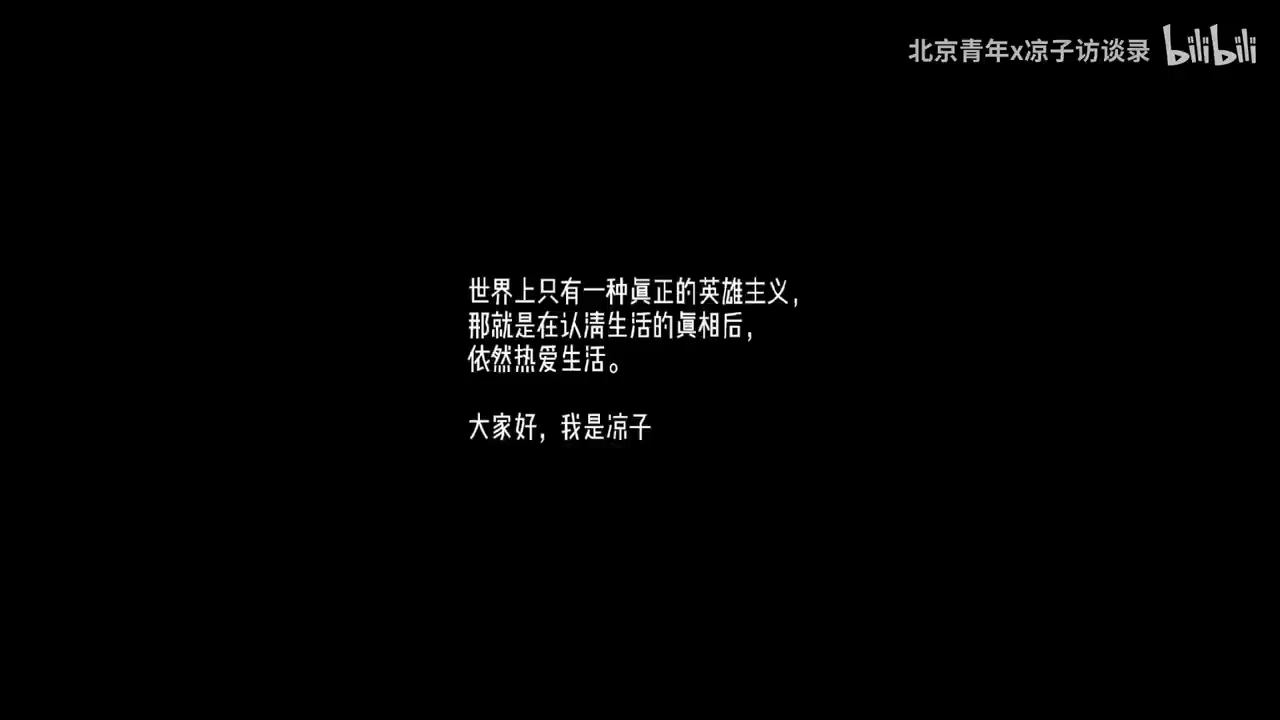 北京青年x凉子访谈录 bilibili
世界上只有一种眞正的英雄主义，
那就是在认清生活的眞相后，
依然热爱生活。
大家好，我是凉子